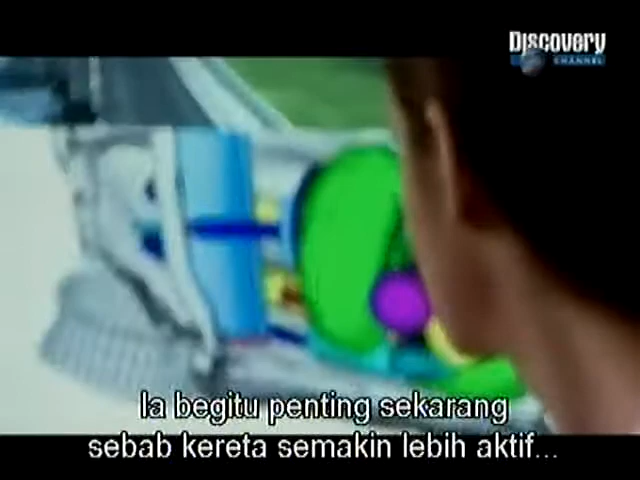 Discovery
CHANNEL
Ia begitu penting sekarang
sebab kereta semakin lebih aktif...